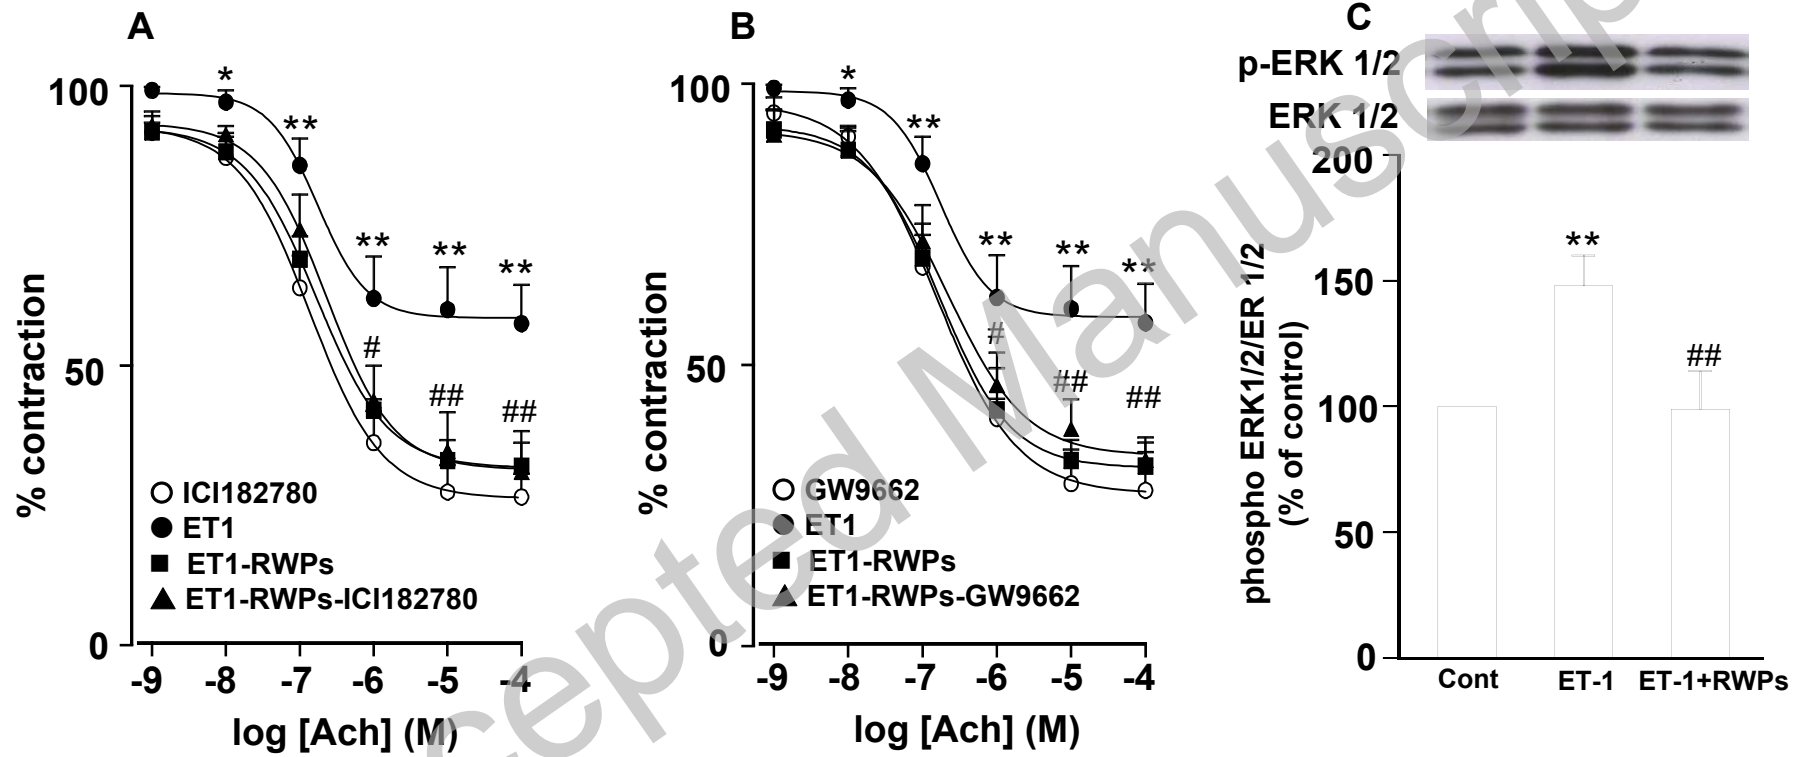 A
100
50
0
% contraction
*
**
**
**
**
#
##
##
ICI182780
ET1
ET1-RWPs
ET1-RWPs-ICI182780
-9 -8 -7 -6 -5 -4
log [Ach] (M)
B
100
50
0
% contraction
*
**
**
**
**
#
##
##
GW9662
ET1
ET1-RWPs
ET1-RWPs-GW9662
-9 -8 -7 -6 -5 -4
log [Ach] (M)
C
p-ERK 1/2
ERK 1/2
200
150
100
50
0
phospho ERK1/2/ER 1/2
(% of control)
**
##
Cont ET-1 ET-1+RWPs
cepted Manuscrip